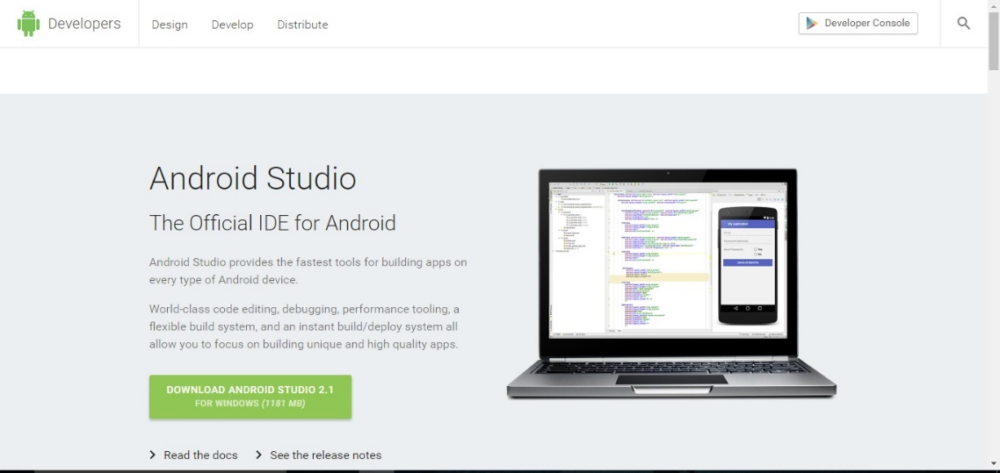 Developers
Design
Develop
Distribute
Developer Console
Android Studio
The Official IDE for Android
Android Studio provides the fastest tools for building apps on
every type of Android device.
World-class code editing, debugging, performance tooling, a
flexible build system, and an instant build/deploy system all
allow you to focus on building unique and high quality apps.
DOWNLOAD ANDROID STUDIO 2.1
FOR WINDOWS (1181 MB)
Read the docs
See the release notes
My Application